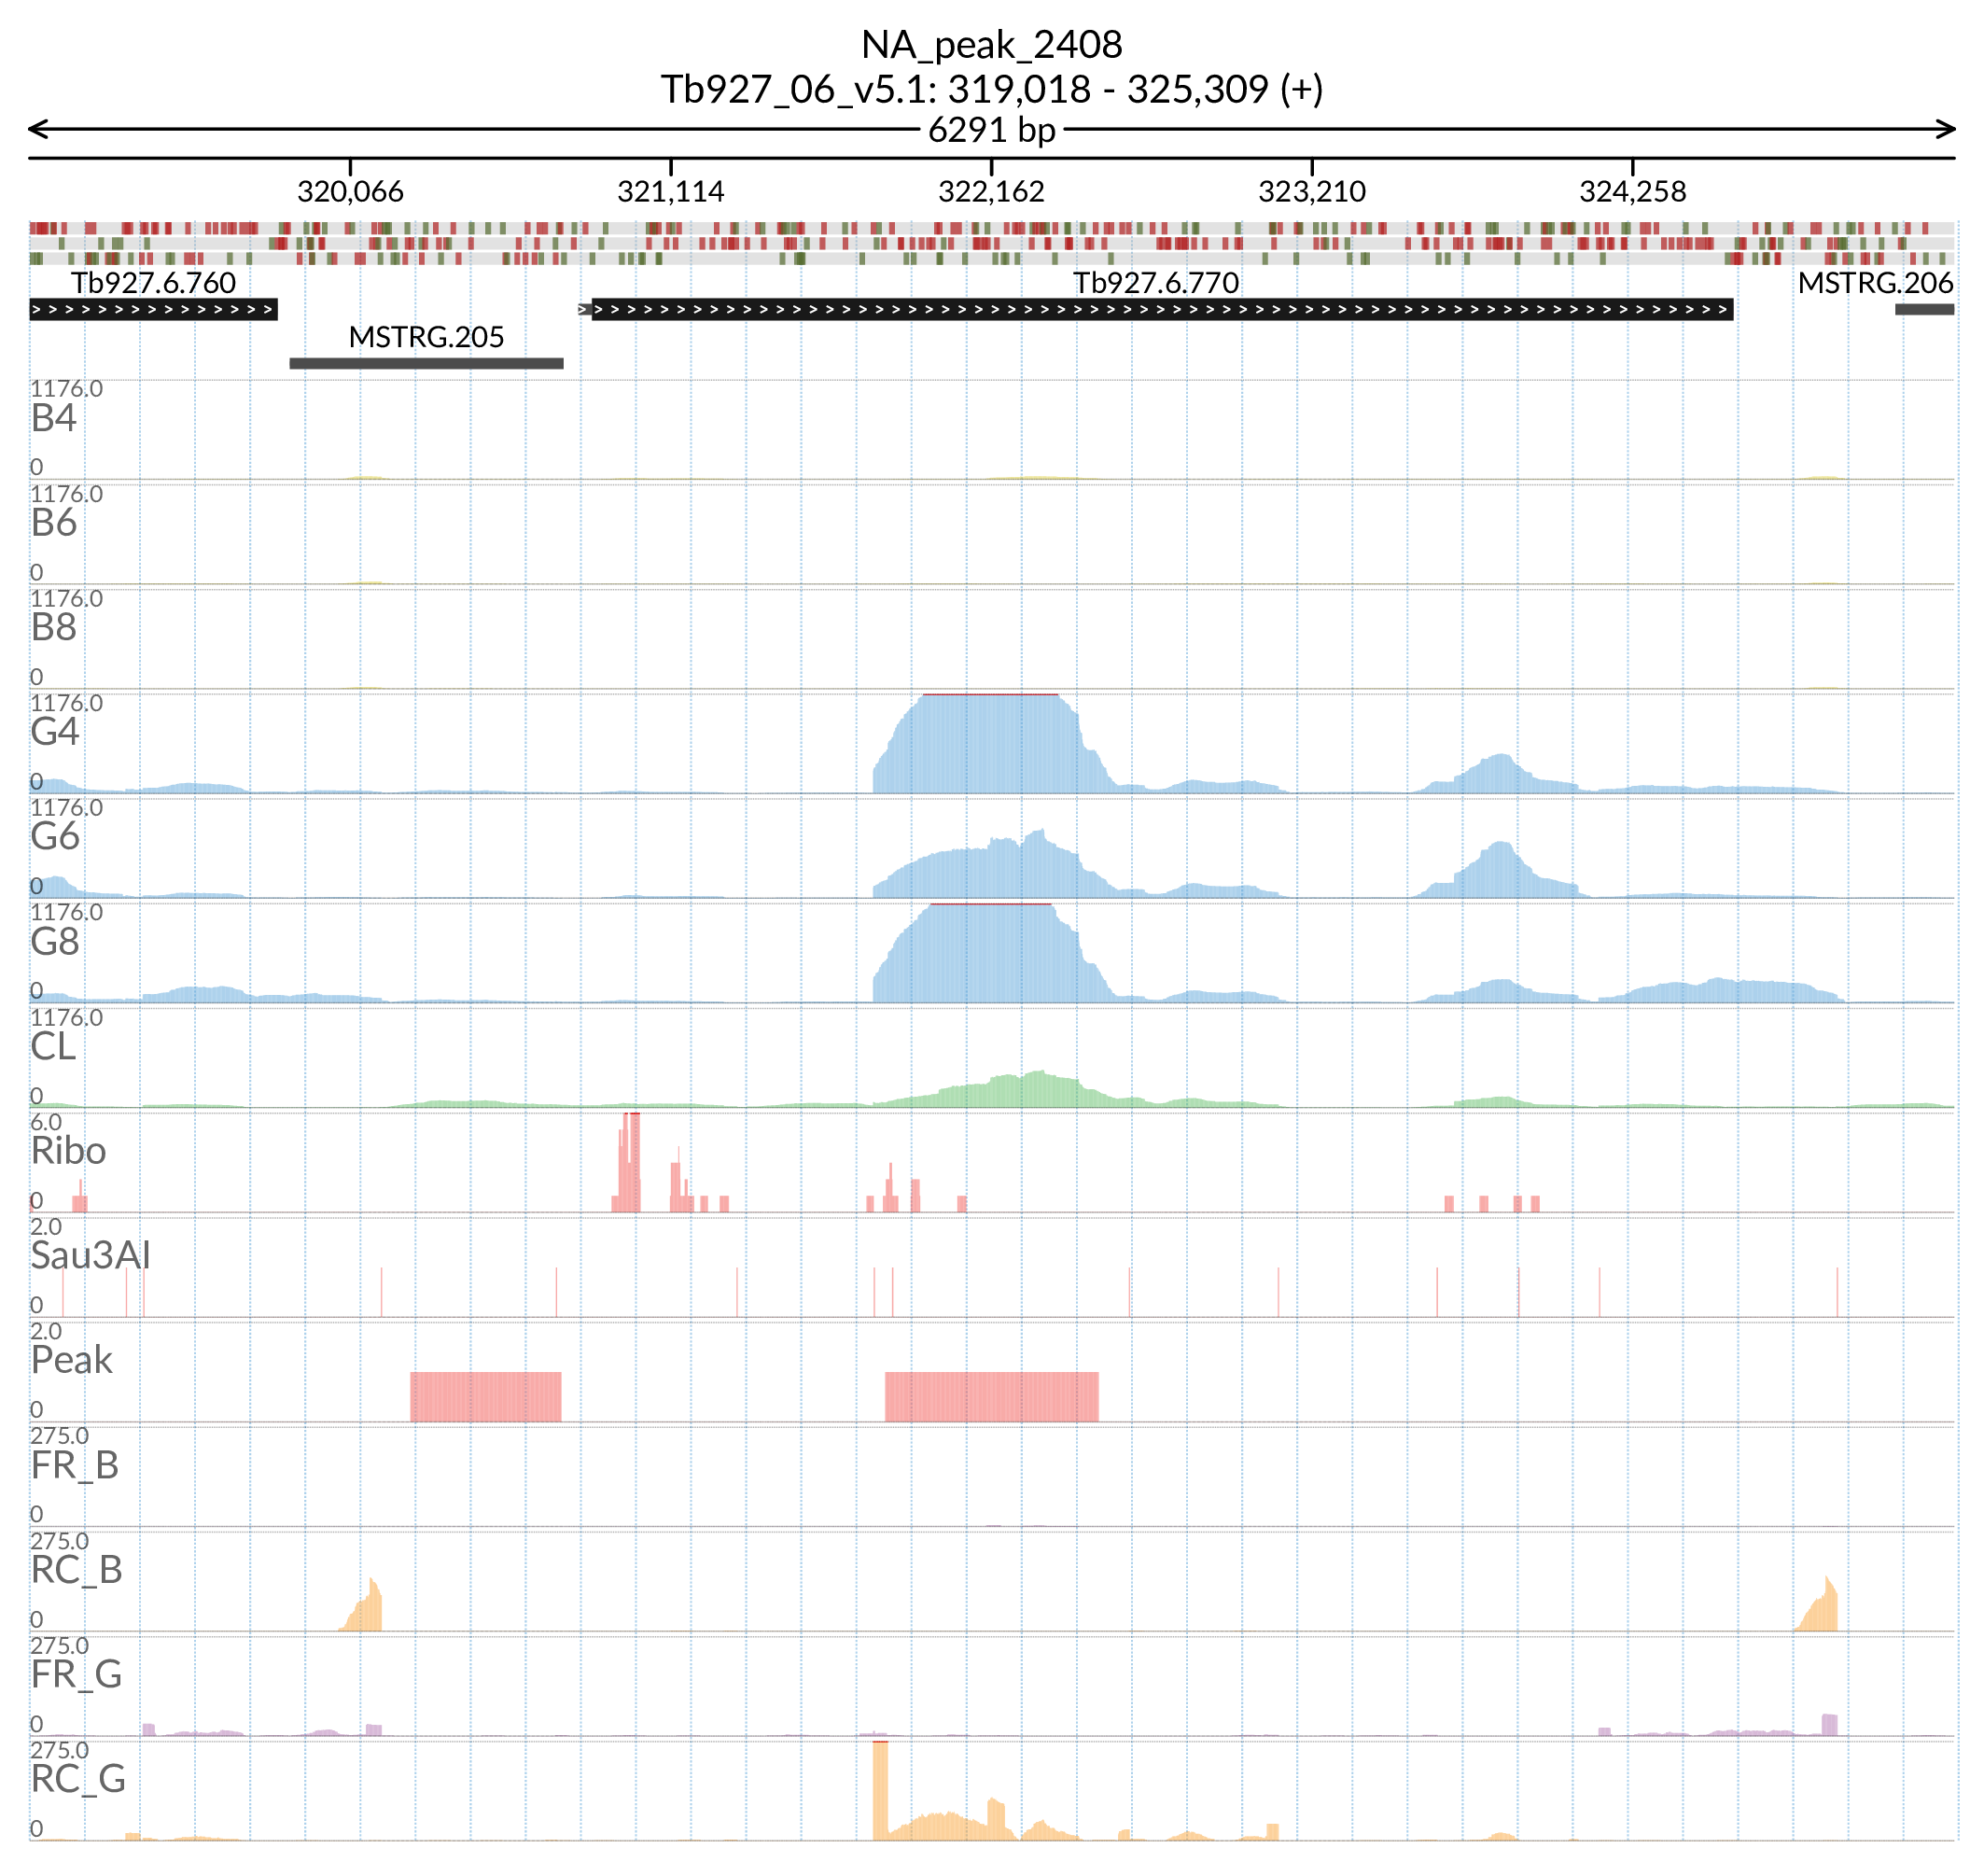 NA_peak_2408
Tb927_06_v5.1: 319,018 - 325,309 (+)
6291 bp
320,066 321,114 322,162 323,210 324,258
Tb927.6.760 Tb927.6.770 MSTRG.206
MSTRG.205
1176.0
B4
0
1176.0
B6
0
1176.0
B8
0
1176.0
G4
0
1176.0
G6
0
1176.0
G8
0
1176.0
CL
0
6.0
Ribo
0
2.0
Sau3AI
0
2.0
Peak
0
275.0
FR_B
0
275.0
RC_B
0
275.0
FR_G
0
275.0
RC_G
0